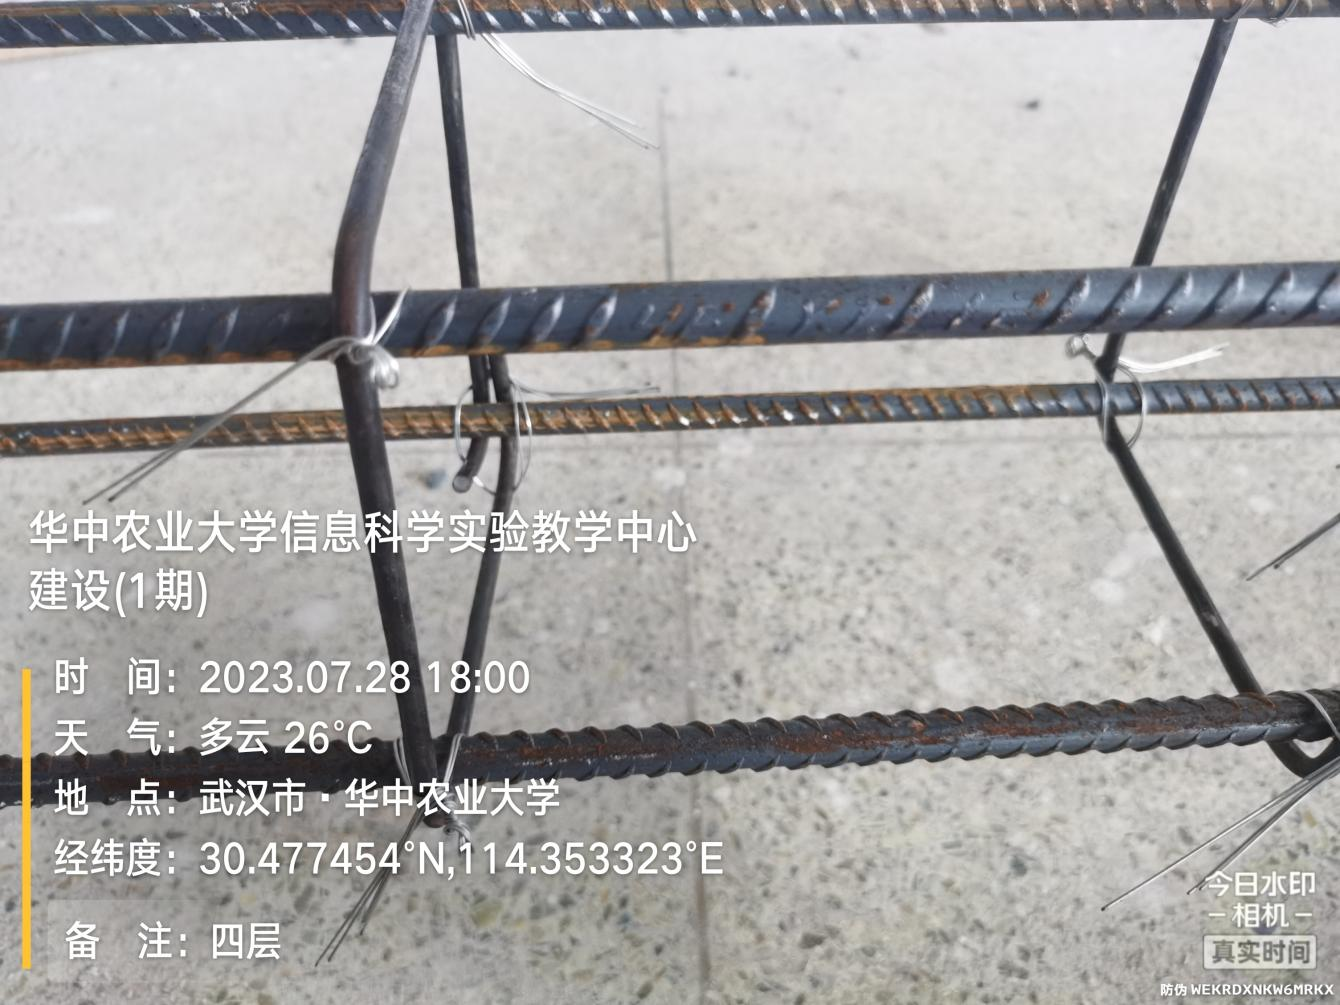 华中农业大学信息科学实验教学中心
建设(1期)
时 间：2023.07.28 18:00
天 气：多云 26°C
地 点：武汉市·华中农业大学
经纬度：30.477454°N,114.353323°E
备 注：四层
今日水印
－相机－
真实时间
防伪 WEKRDXNKW6MRKX